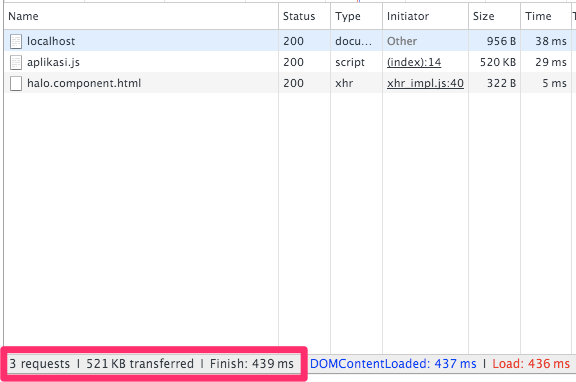 Name Status Type Initiator Size Time
localhost 200 docu... Other 956 B 38 ms
aplikasi.js 200 script (index):14 520 KB 29 ms
halo.component.html 200 xhr xhr_impl.js:40 322 B 5 ms
3 requests | 521 KB transferred | Finish: 439 ms DOMContentLoaded: 437 ms | Load: 436 ms